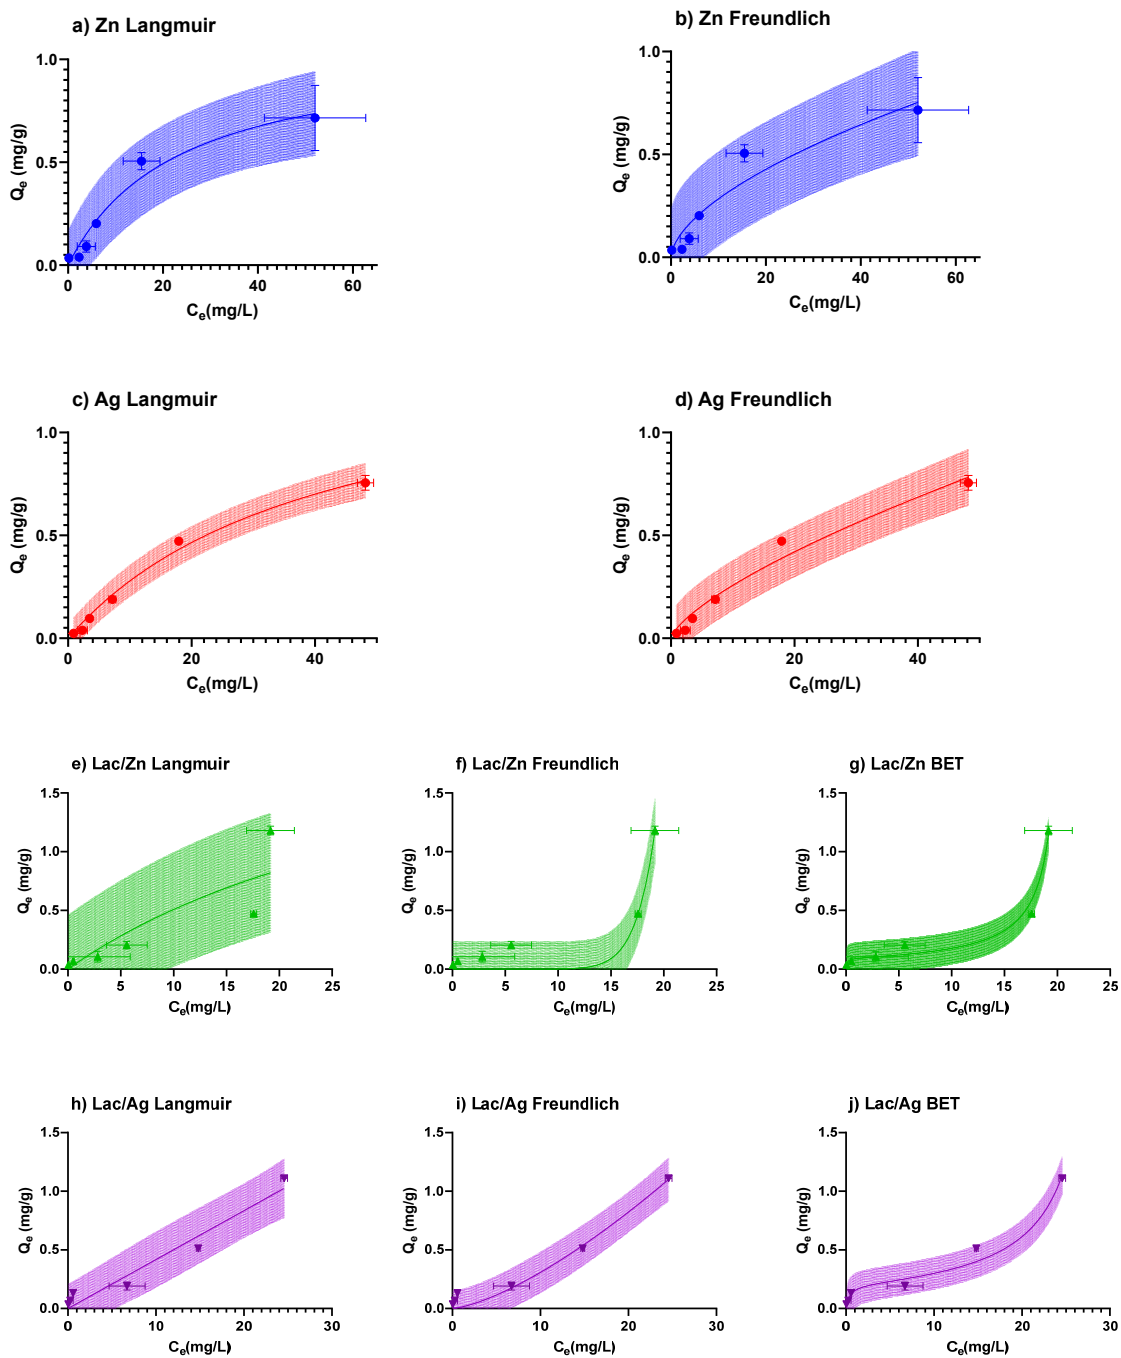 a) Zn Langmuir
1.0
0.5
0.0
Qe (mg/g)
0 20 40 60
Ce(mg/L)
b) Zn Freundlich
1.0
0.5
0.0
Qe (mg/g)
0 20 40 60
Ce(mg/L)
c) Ag Langmuir
1.0
0.5
0.0
Qe (mg/g)
0 20 40
Ce(mg/L)
d) Ag Freundlich
1.0
0.5
0.0
Qe (mg/g)
0 20 40
Ce(mg/L)
e) Lac/Zn Langmuir
1.5
1.0
0.5
0.0
Qe (mg/g)
0 5 10 15 20 25
Ce(mg/L)
f) Lac/Zn Freundlich
1.5
1.0
0.5
0.0
Qe (mg/g)
0 5 10 15 20 25
Ce(mg/L)
g) Lac/Zn BET
1.5
1.0
0.5
0.0
Qe (mg/g)
0 5 10 15 20 25
Ce(mg/L)
h) Lac/Ag Langmuir
1.5
1.0
0.5
0.0
Qe (mg/g)
0 10 20 30
Ce(mg/L)
i) Lac/Ag Freundlich
1.5
1.0
0.5
0.0
Qe (mg/g)
0 10 20 30
Ce(mg/L)
j) Lac/Ag BET
1.5
1.0
0.5
0.0
Qe (mg/g)
0 10 20 30
Ce(mg/L)